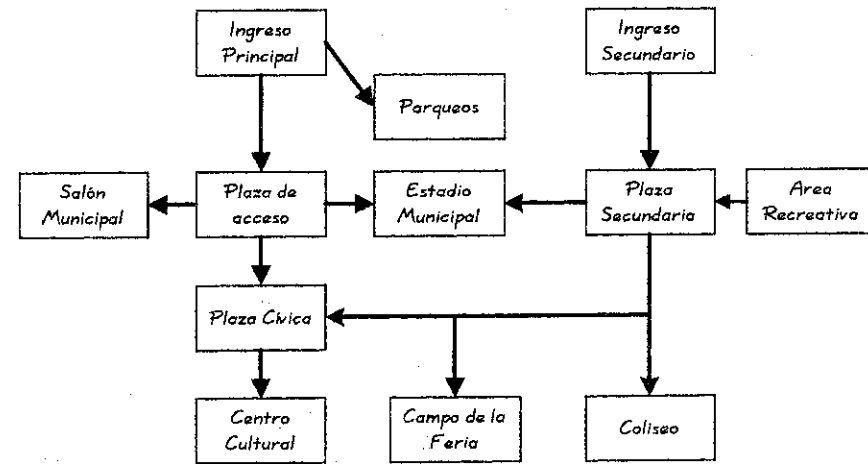 Ingreso
Principal
Ingreso
Secundario
Parqueos
Salón
Municipal
Plaza de
acceso
Estadio
Municipal
Plaza
Secundaria
Area
Recreativa
Plaza Cívica
Centro
Cultural
Campo de la
Feria
Coliseo